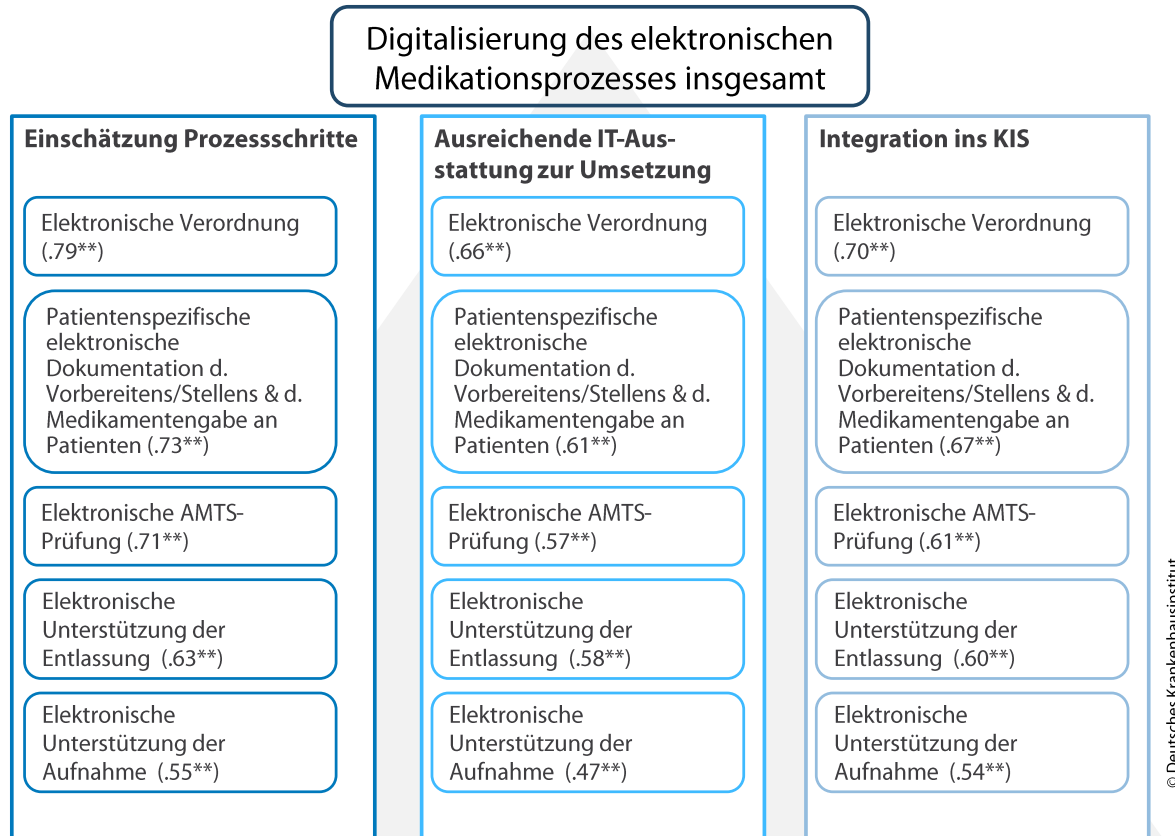 Digitalisierung des elektronischen
Medikationsprozesses insgesamt
Einschätzung Prozessschritte
Elektronische Verordnung
(.79**)
Patientenspezifische
elektronische
Dokumentation d.
Vorbereitens/Stellens & d.
Medikamentengabe an
Patienten (.73**)
Elektronische AMTS-
Prüfung (.71**)
Elektronische
Unterstützung der
Entlassung (.63**)
Elektronische
Unterstützung der
Aufnahme (.55**)
Ausreichende IT-Aus-
stattung zur Umsetzung
Elektronische Verordnung
(.66**)
Patientenspezifische
elektronische
Dokumentation d.
Vorbereitens/Stellens & d.
Medikamentengabe an
Patienten (.61**)
Elektronische AMTS-
Prüfung (.57**)
Elektronische
Unterstützung der
Entlassung (.58**)
Elektronische
Unterstützung der
Aufnahme (.47**)
Integration ins KIS
Elektronische Verordnung
(.70**)
Patientenspezifische
elektronische
Dokumentation d.
Vorbereitens/Stellens & d.
Medikamentengabe an
Patienten (.67**)
Elektronische AMTS-
Prüfung (.61**)
Elektronische
Unterstützung der
Entlassung (.60**)
Elektronische
Unterstützung der
Aufnahme (.54**)
© Deutsches Krankenhausinstitut